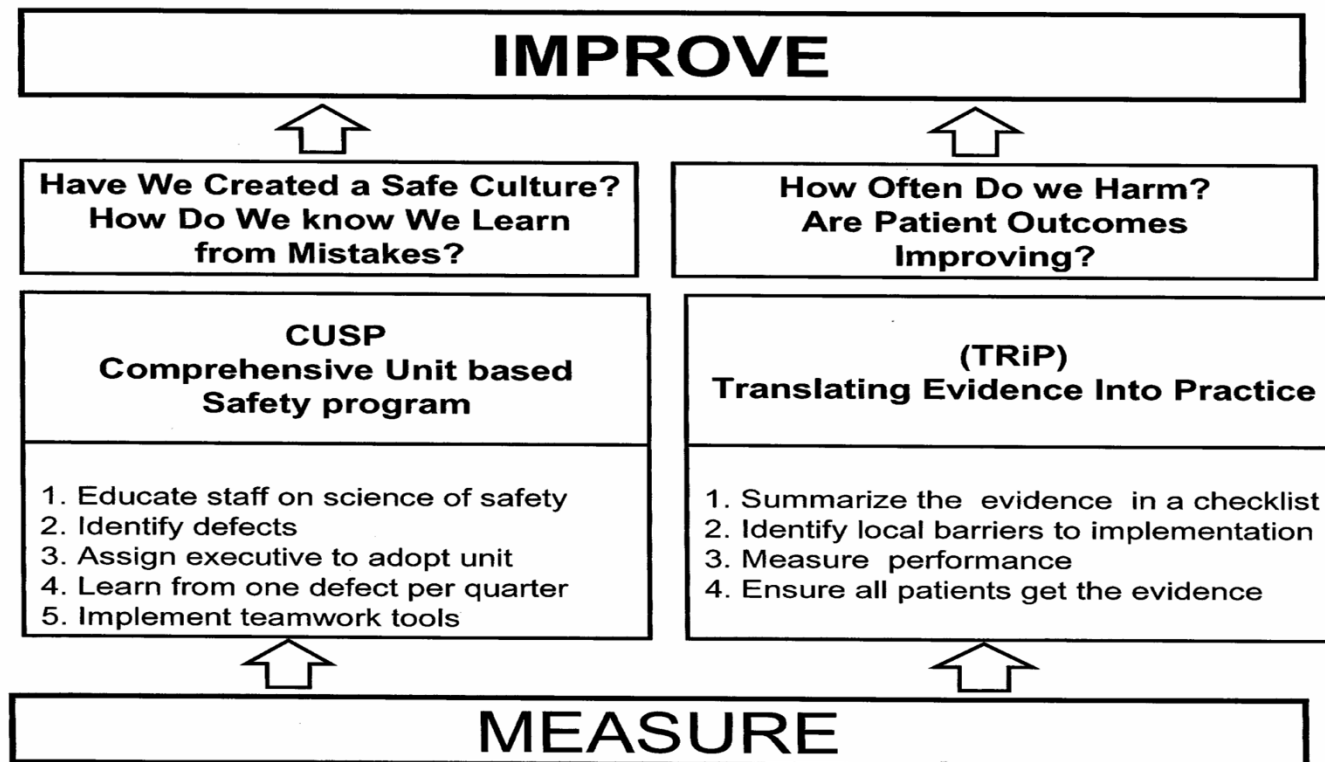 IMPROVE
Have We Created a Safe Culture?
How Do We know We Learn
from Mistakes?
How Often Do we Harm?
Are Patient Outcomes
Improving?
CUSP
Comprehensive Unit based
Safety program
1. Educate staff on science of safety
2. Identify defects
3. Assign executive to adopt unit
4. Learn from one defect per quarter
5. Implement teamwork tools
(TRiP)
Translating Evidence Into Practice
1. Summarize the evidence in a checklist
2. Identify local barriers to implementation
3. Measure performance
4. Ensure all patients get the evidence
MEASURE